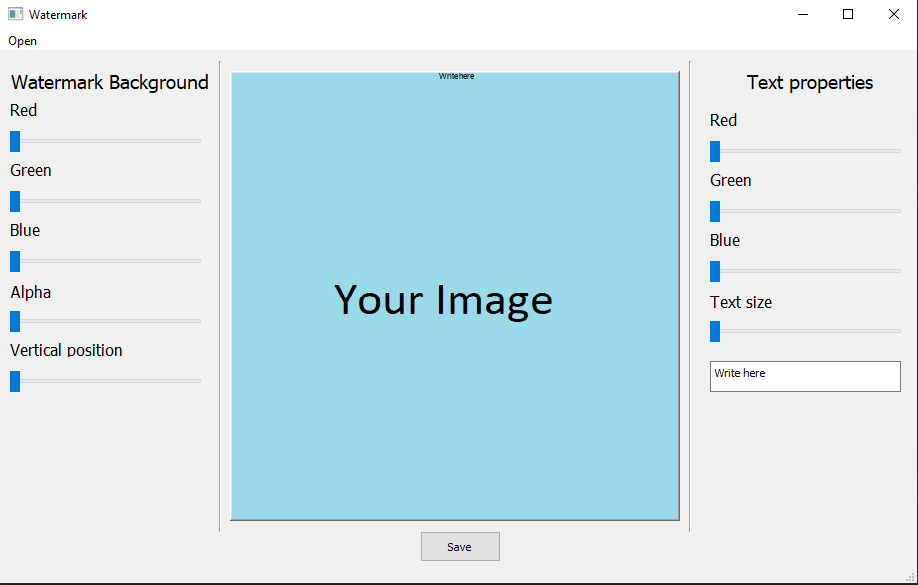 Watermark
Open
Watermark Background
Red
Green
Blue
Alpha
Vertical position
Writehere
Your Image
Save
Text properties
Red
Green
Blue
Text size
Write here